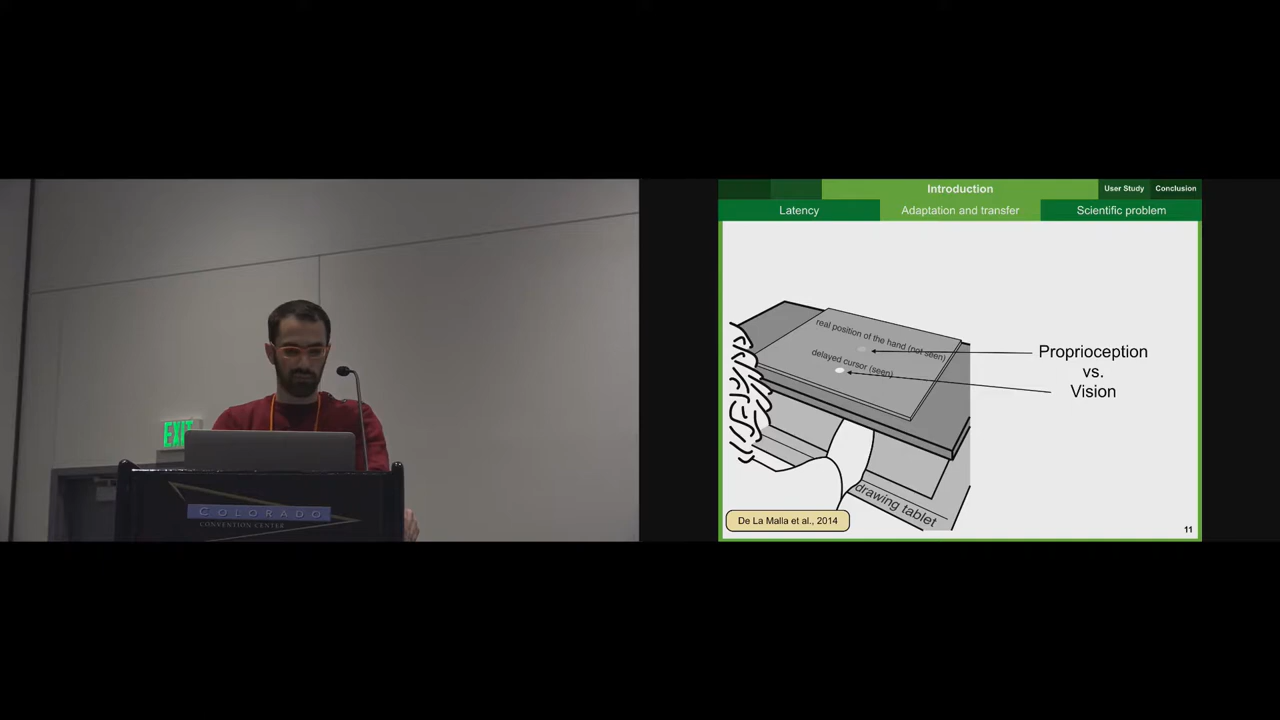 EXIT
COLORADO
CONVENTION CENTER
Introduction
User Study
Conclusion
Latency
Adaptation and transfer
Scientific problem
real position of the hand (not seen)
delayed cursor (seen)
Proprioception
vs.
Vision
drawing tablet
De La Malla et al., 2014
11